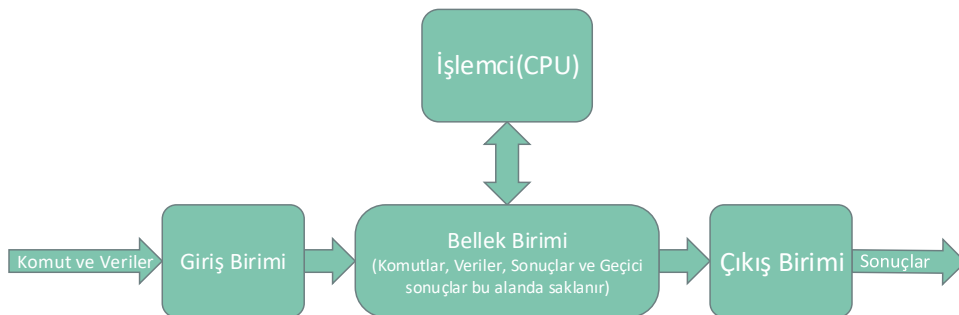 İşlemci(CPU)
Komut ve Veriler
Giriş Birimi
Bellek Birimi
(Komutlar, Veriler, Sonuçlar ve Geçici
sonuçlar bu alanda saklanır)
Çıkış Birimi
Sonuçlar